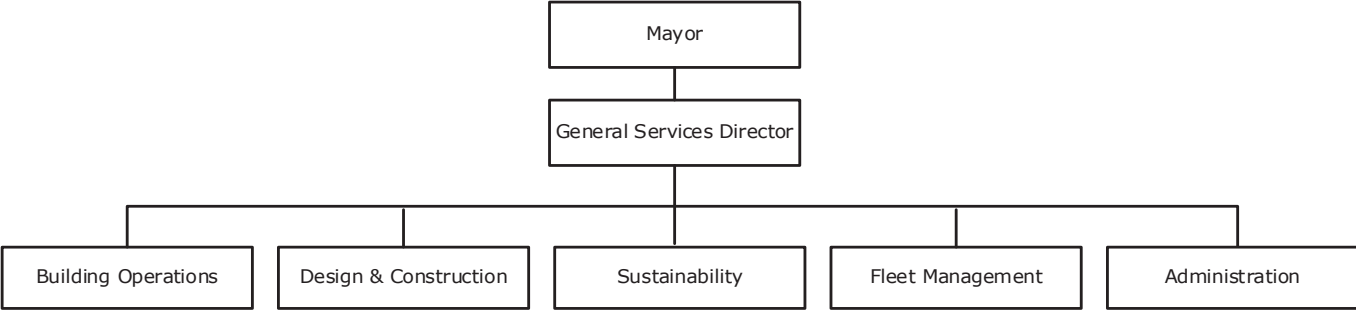 Mayor
General Services Director
Building Operations
Design & Construction
Sustainability
Fleet Management
Administration